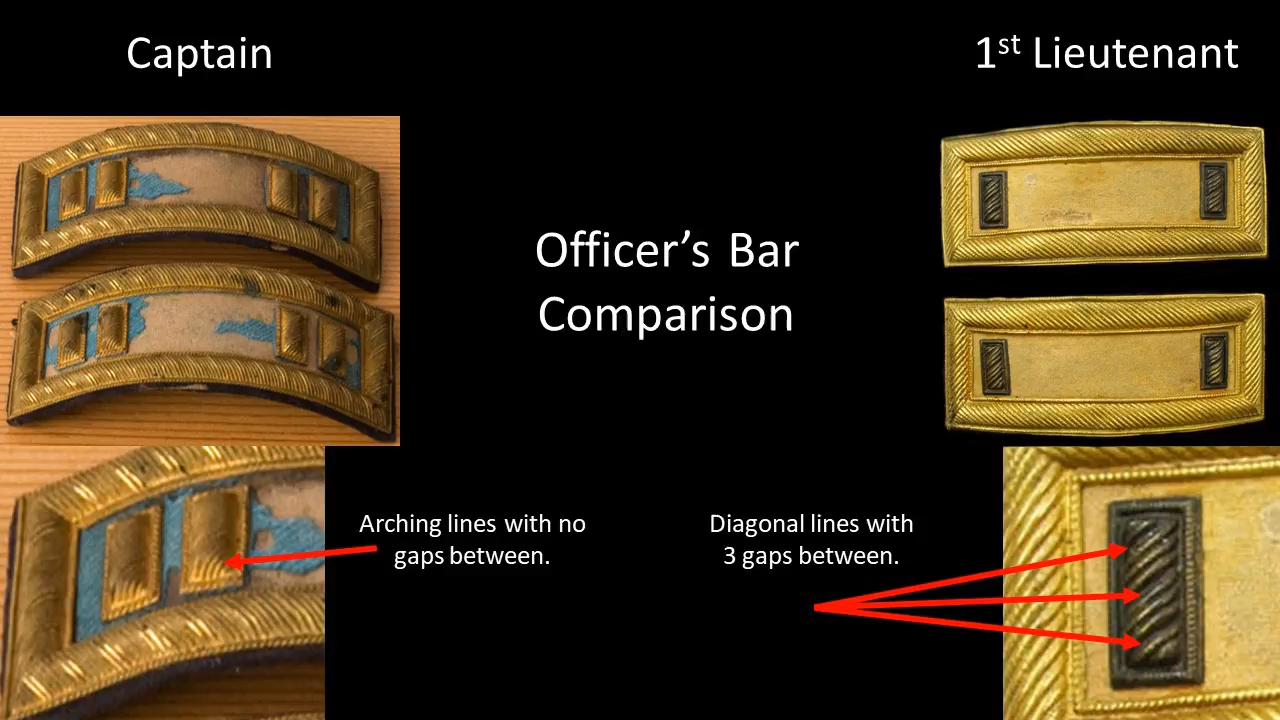 Captain
1st Lieutenant
Officer’s Bar
Comparison
Arching lines with no
gaps between.
Diagonal lines with
3 gaps between.